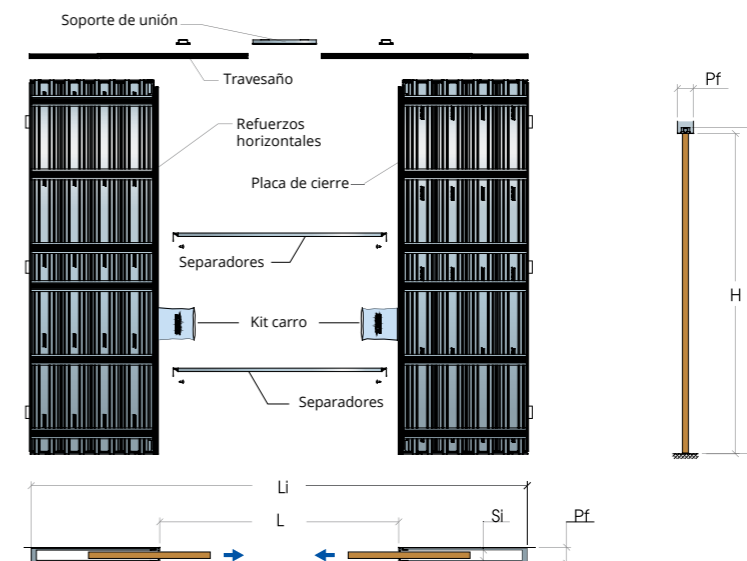 Soporte de unión
Travesaño
Pf
Refuerzos
horizontales
Placa de cierre
Separadores
H
Kit carro
Separadores
Li
L
Si
Pf